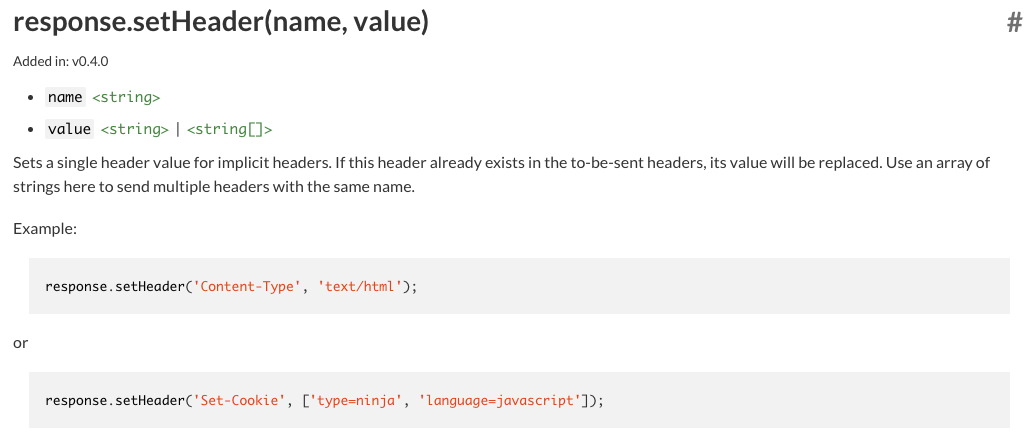 response.setHeader(name, value) #
Added in: v0.4.0
• name <string>
• value <string> | <string[]>
Sets a single header value for implicit headers. If this header already exists in the to-be-sent headers, its value will be replaced. Use an array of
strings here to send multiple headers with the same name.
Example:
response.setHeader('Content-Type', 'text/html');
or
response.setHeader('Set-Cookie', ['type=ninja', 'language=javascript']);